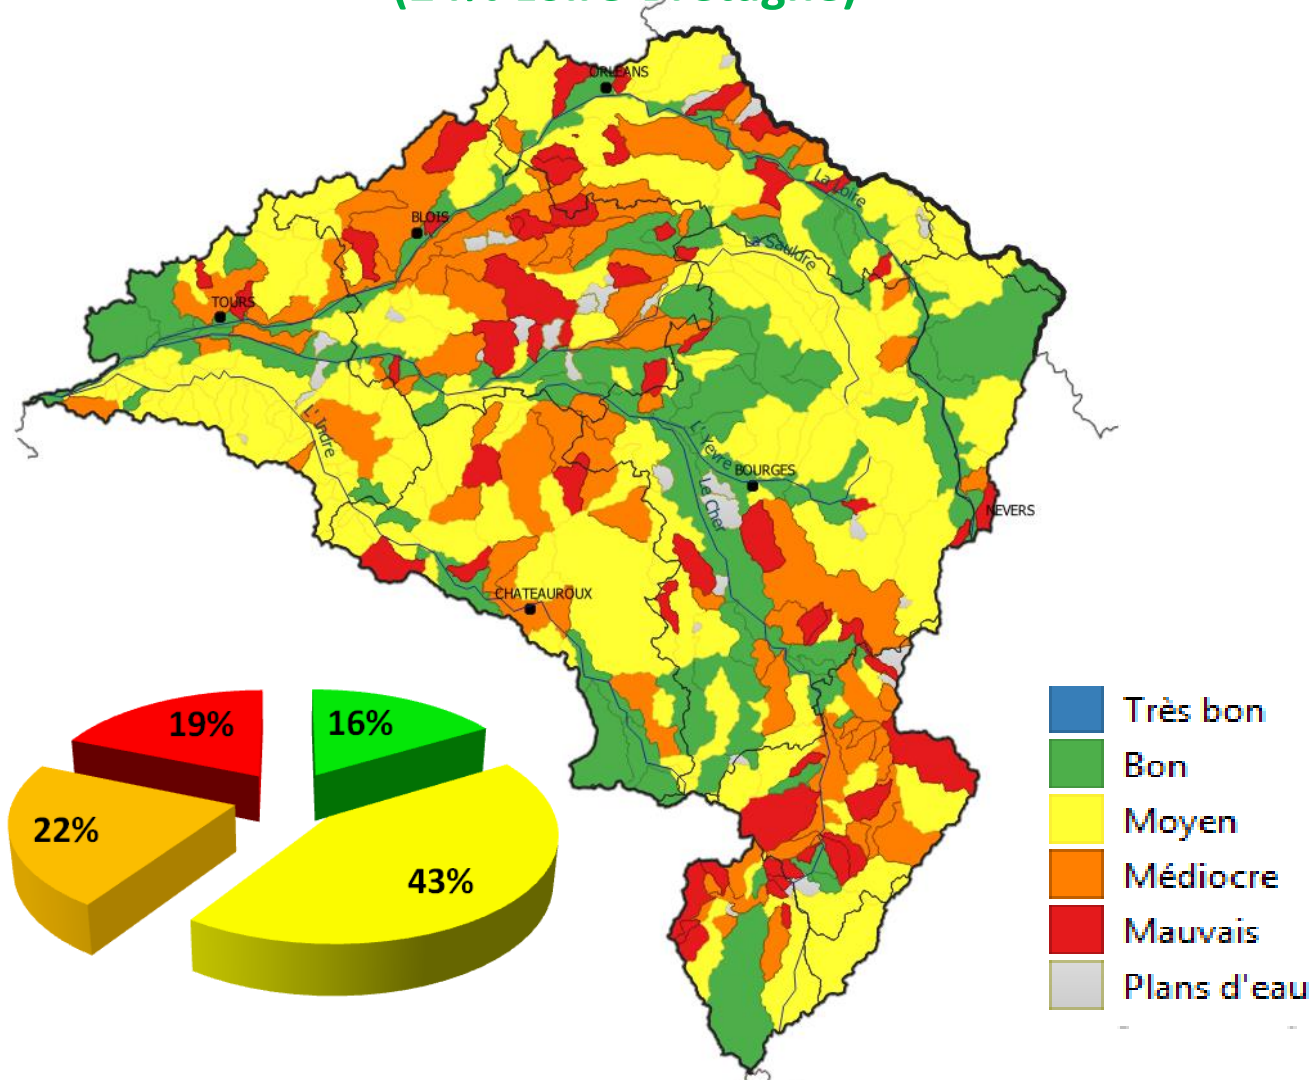 ORLEANS
La Loire
BLOIS
La Sauldre
TOURS
L'Indre
L'Yèvre
BOURGES
Le Cher
NEVERS
CHATEAUROUX
19%
16%
22%
43%
Très bon
Bon
Moyen
Médiocre
Mauvais
Plans d'eau